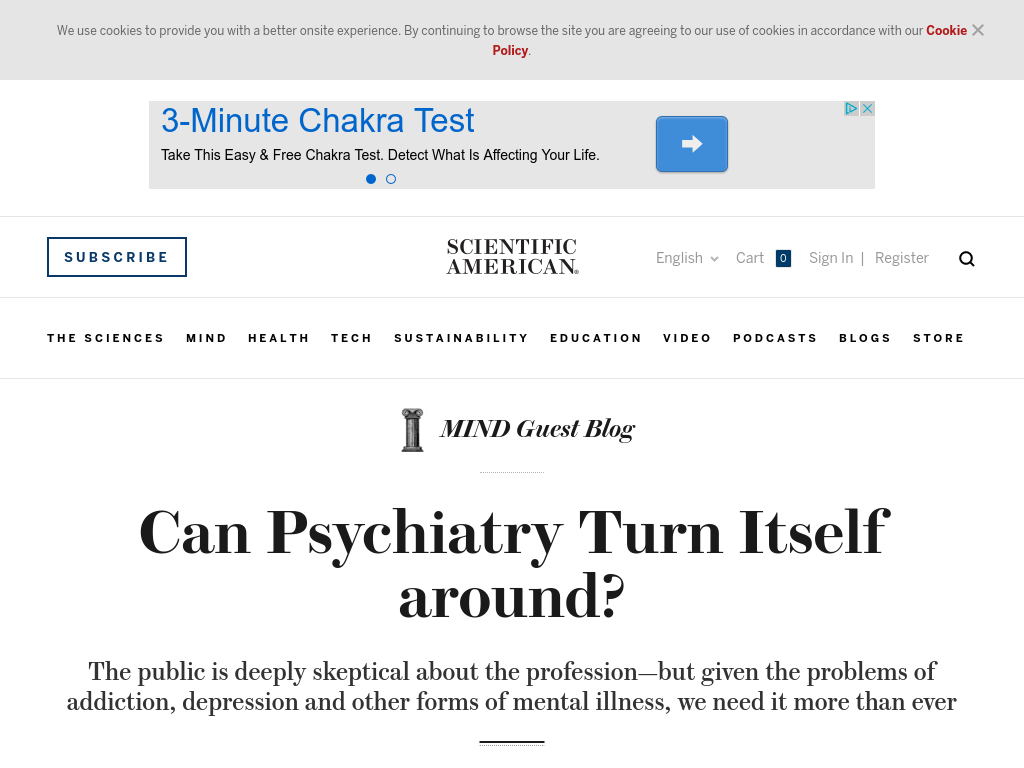 We use cookies to provide you with a better onsite experience. By continuing to browse the site you are agreeing to our use of cookies in accordance with our Cookie
Policy.
3-Minute Chakra Test
Take This Easy & Free Chakra Test. Detect What Is Affecting Your Life.
SUBSCRIBE
SCIENTIFIC
AMERICAN®
English
Cart 0
Sign In | Register
THE SCIENCES MIND HEALTH TECH SUSTAINABILITY EDUCATION VIDEO PODCASTS BLOGS STORE
MIND Guest Blog
Can Psychiatry Turn Itself
around?
The public is deeply skeptical about the profession—but given the problems of
addiction, depression and other forms of mental illness, we need it more than ever